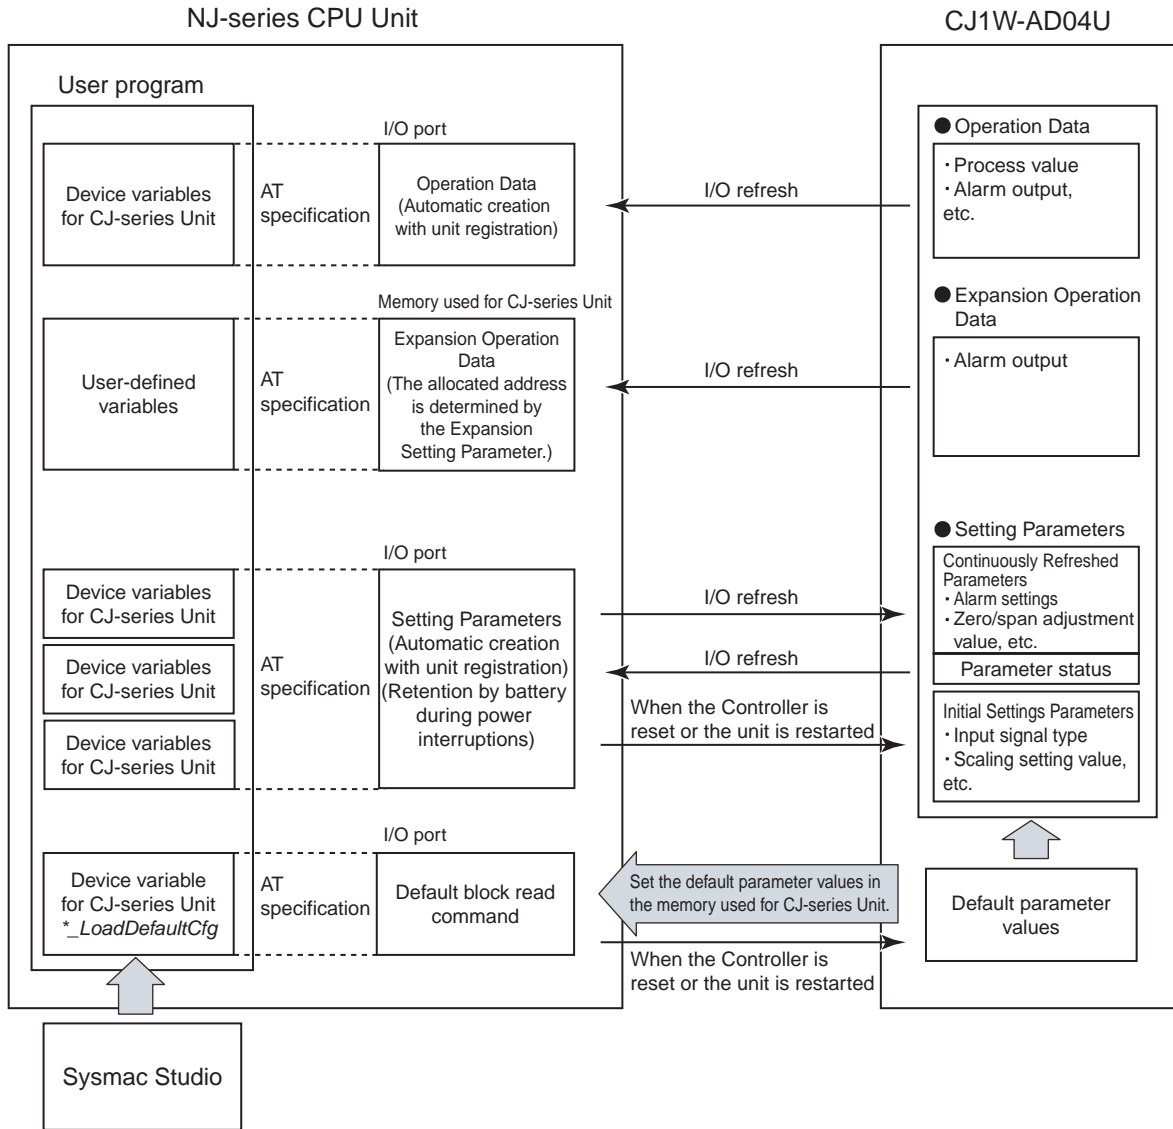 NJ-series CPU Unit
CJ1W-AD04U
User program
I/O port
Device variables
for CJ-series Unit
AT
specification
Operation Data
(Automatic creation
with unit registration)
I/O refresh
● Operation Data
・Process value
・Alarm output,
etc.
Memory used for CJ-series Unit
User-defined
variables
AT
specification
Expansion Operation
Data
(The allocated address
is determined by
the Expansion
Setting Parameter.)
I/O refresh
● Expansion Operation
Data
・Alarm output
I/O port
Device variables
for CJ-series Unit
Device variables
for CJ-series Unit
Device variables
for CJ-series Unit
AT
specification
Setting Parameters
(Automatic creation
with unit registration)
(Retention by battery
during power
interruptions)
I/O refresh
I/O refresh
When the Controller is
reset or the unit is restarted
● Setting Parameters
Continuously Refreshed
Parameters
・Alarm settings
・Zero/span adjustment
value, etc.
Parameter status
Initial Settings Parameters
・Input signal type
・Scaling setting value,
etc.
I/O port
Device variable
for CJ-series Unit
*_LoadDefaultCfg
AT
specification
Default block read
command
Set the default parameter values in
the memory used for CJ-series Unit.
When the Controller is
reset or the unit is restarted
Default parameter
values
Sysmac Studio